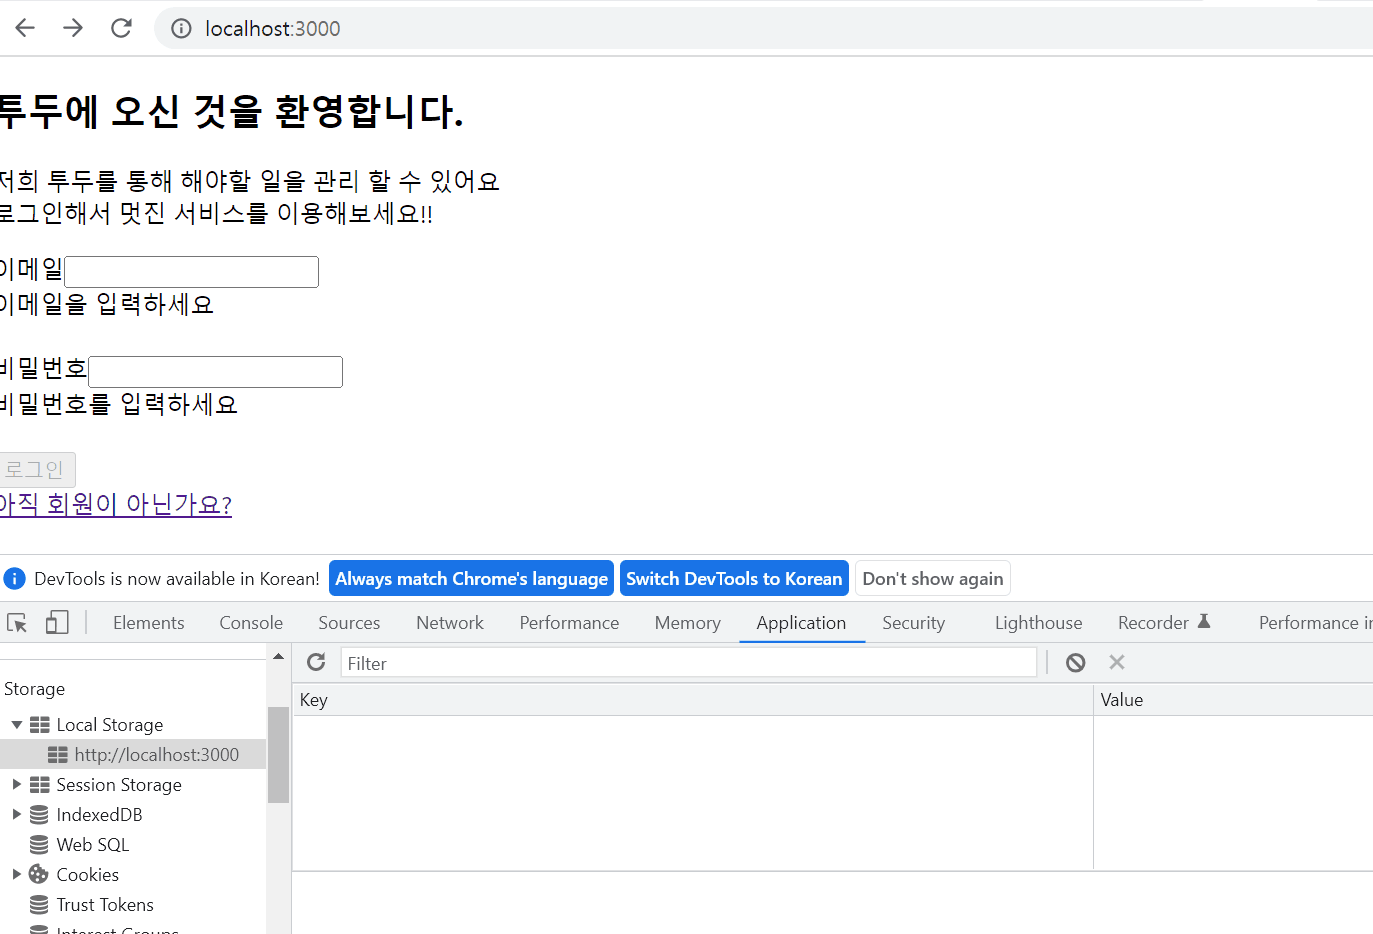 localhost:3000
투두에 오신 것을 환영합니다.
저희 투두를 통해 해야할 일을 관리 할 수 있어요
로그인해서 멋진 서비스를 이용해보세요!!
이메일
이메일을 입력하세요
비밀번호
비밀번호를 입력하세요
로그인
아직 회원이 아닌가요?
DevTools is now available in Korean! Always match Chrome's language Switch DevTools to Korean Don't show again
Elements Console Sources Network Performance Memory Application Security Lighthouse Recorder Performance in
Filter
Storage
Key Value
Local Storage
http://localhost:3000
Session Storage
IndexedDB
Web SQL
Cookies
Trust Tokens
Interest Groups